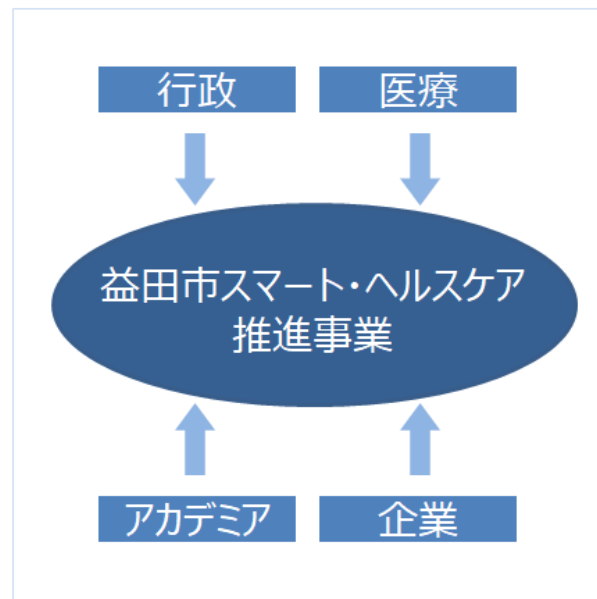 行政
医療
益田市スマート・ヘルスケア
推進事業
アカデミア
企業